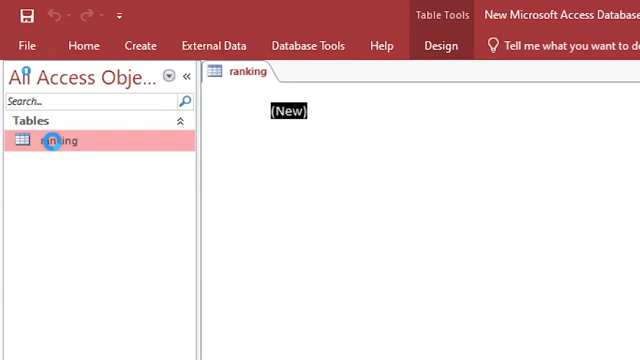 Table Tools New Microsoft Access Database
File Home Create External Data Database Tools Help Design Tell me what you want to do
All Access Obje... «
Search...
Tables
ranking
ranking
(New)